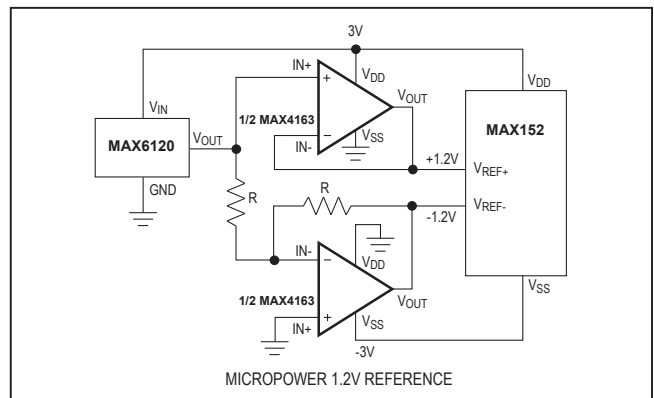 3V
IN+
+
V_DD
V_DD
V_IN
V_OUT
1/2 MAX4163
MAX152
MAX6120
V_OUT
−
V_SS
IN-
+1.2V
V_REF+
GND
R
R
-1.2V
V_REF-
IN-
−
V_DD
1/2 MAX4163
V_OUT
V_SS
+
IN+
V_SS
-3V
MICROPOWER 1.2V REFERENCE